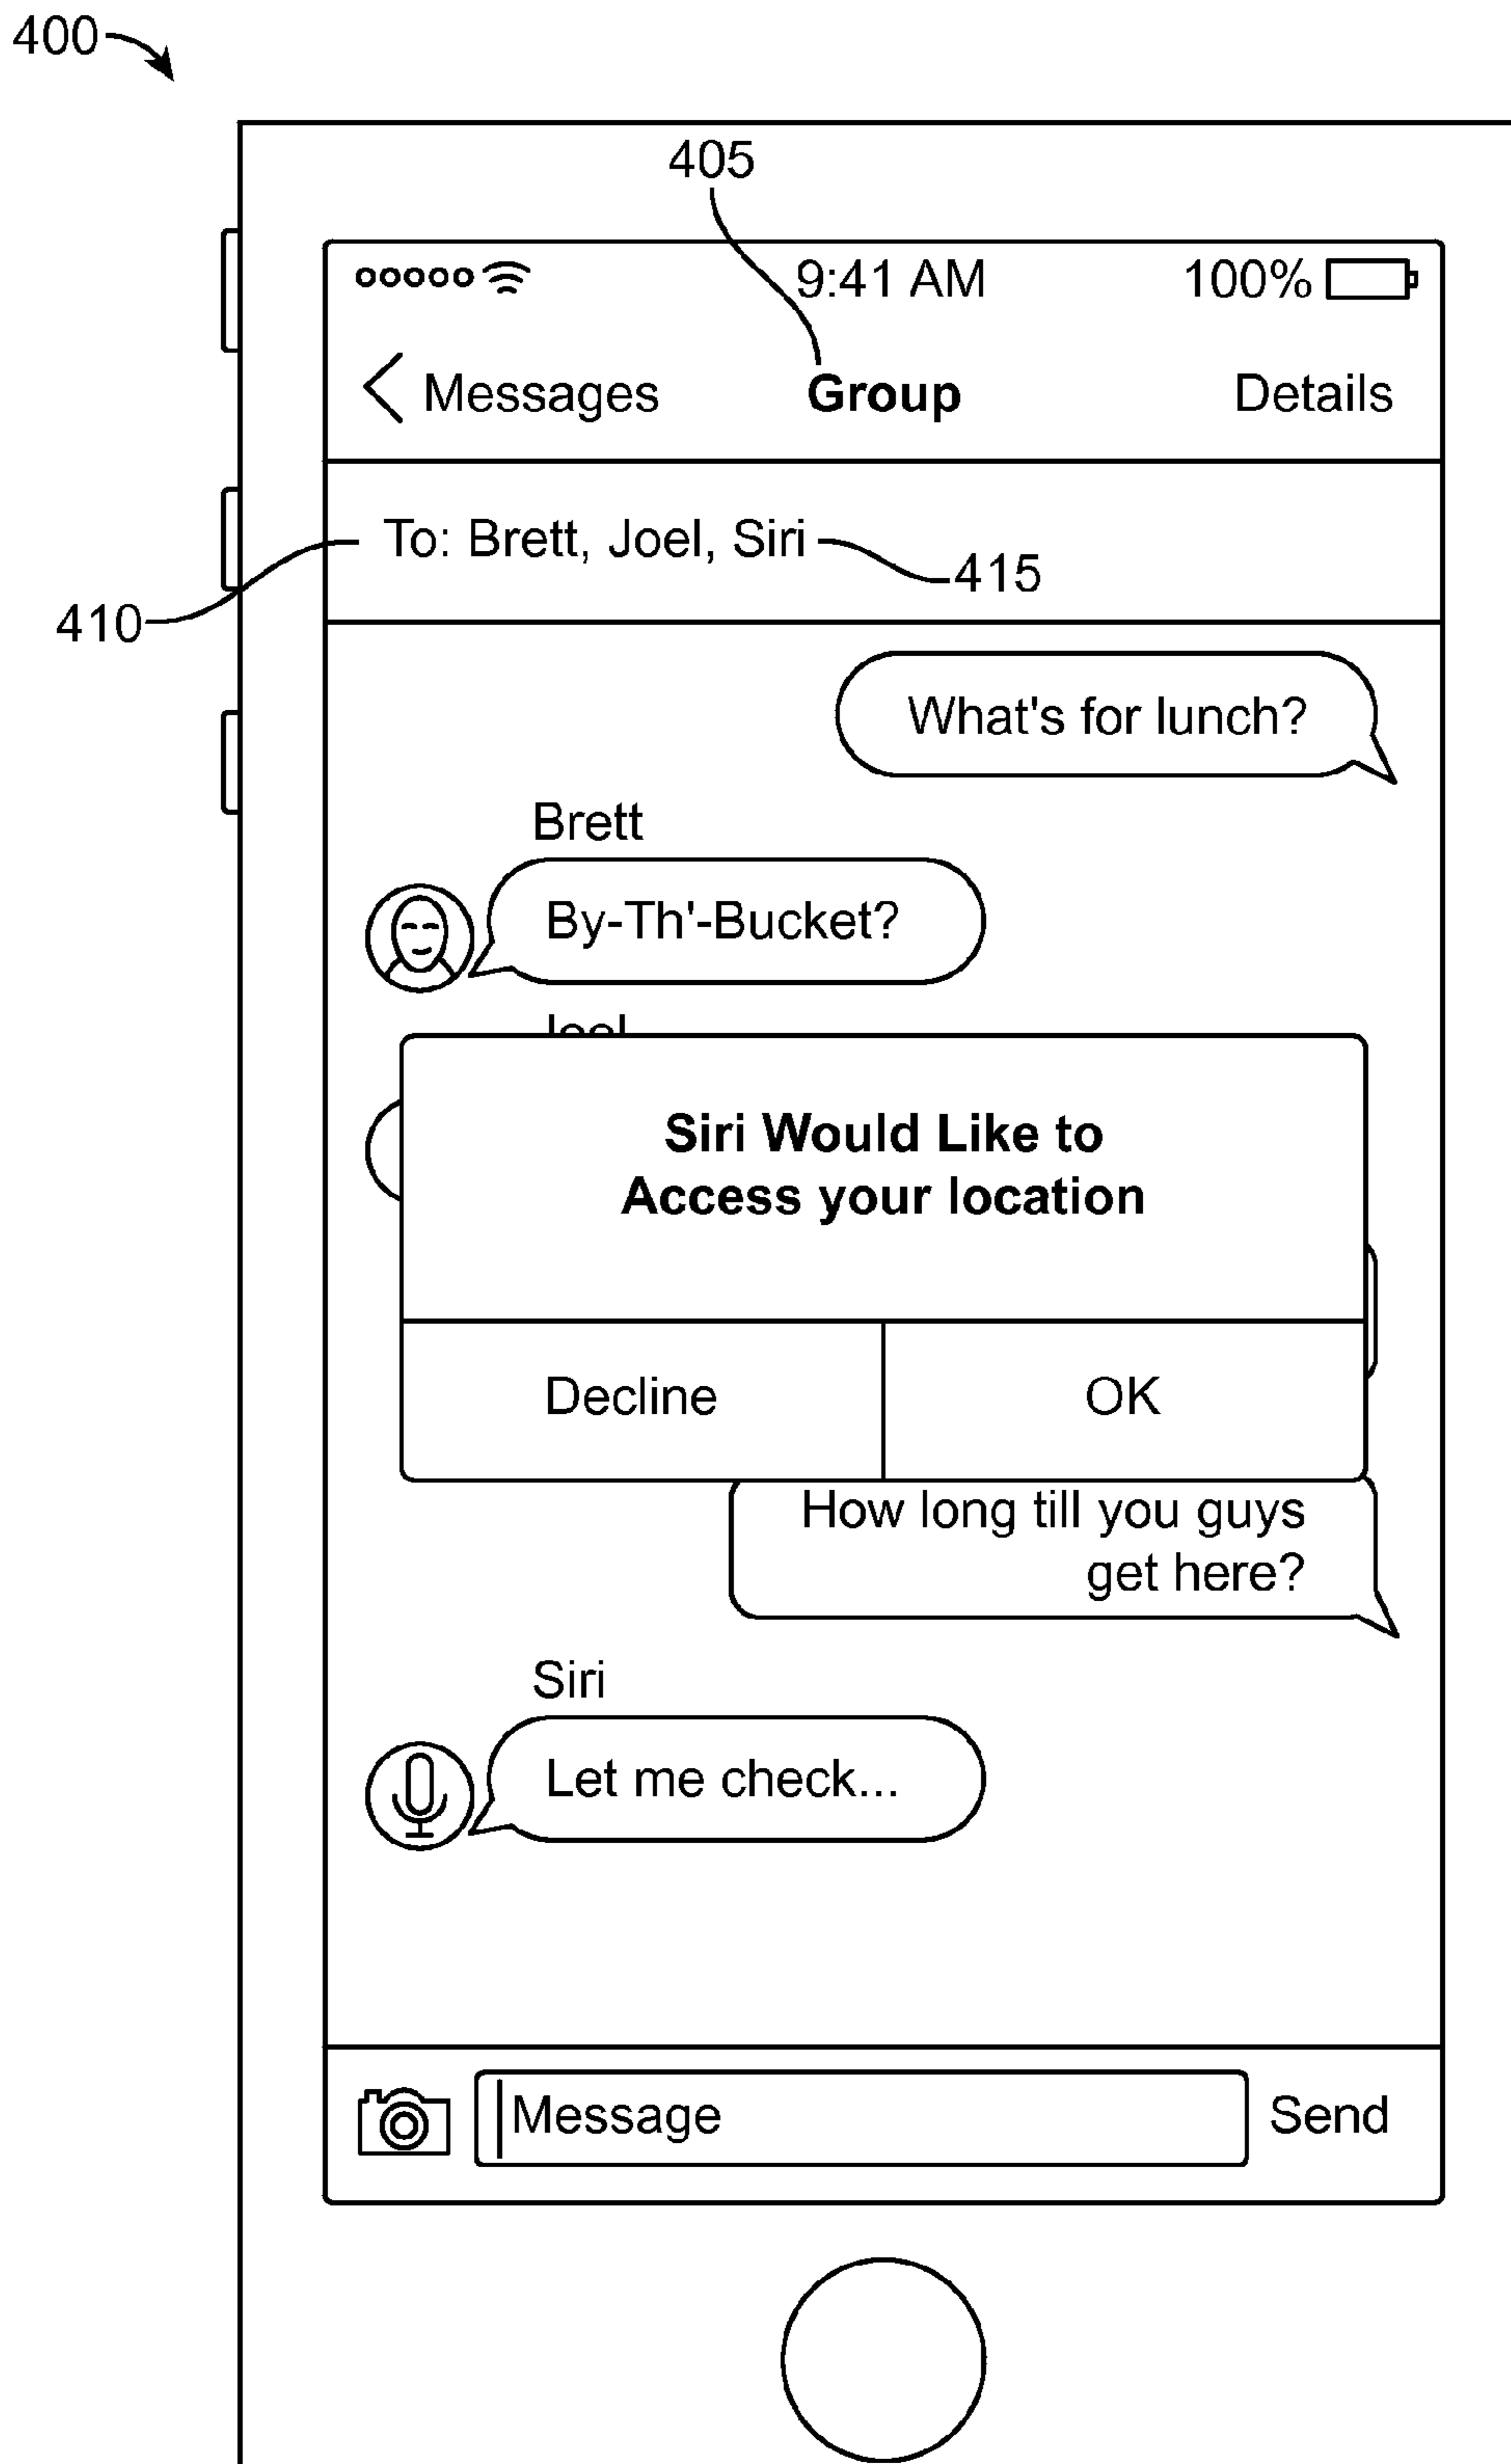 400
405
9:41 AM 100%
Messages Group Details
To: Brett, Joel, Siri
415
410
What's for lunch?
Brett
By-Th'-Bucket?
Siri Would Like to
Access your location
Decline OK
How long till you guys
get here?
Siri
Let me check...
Message Send